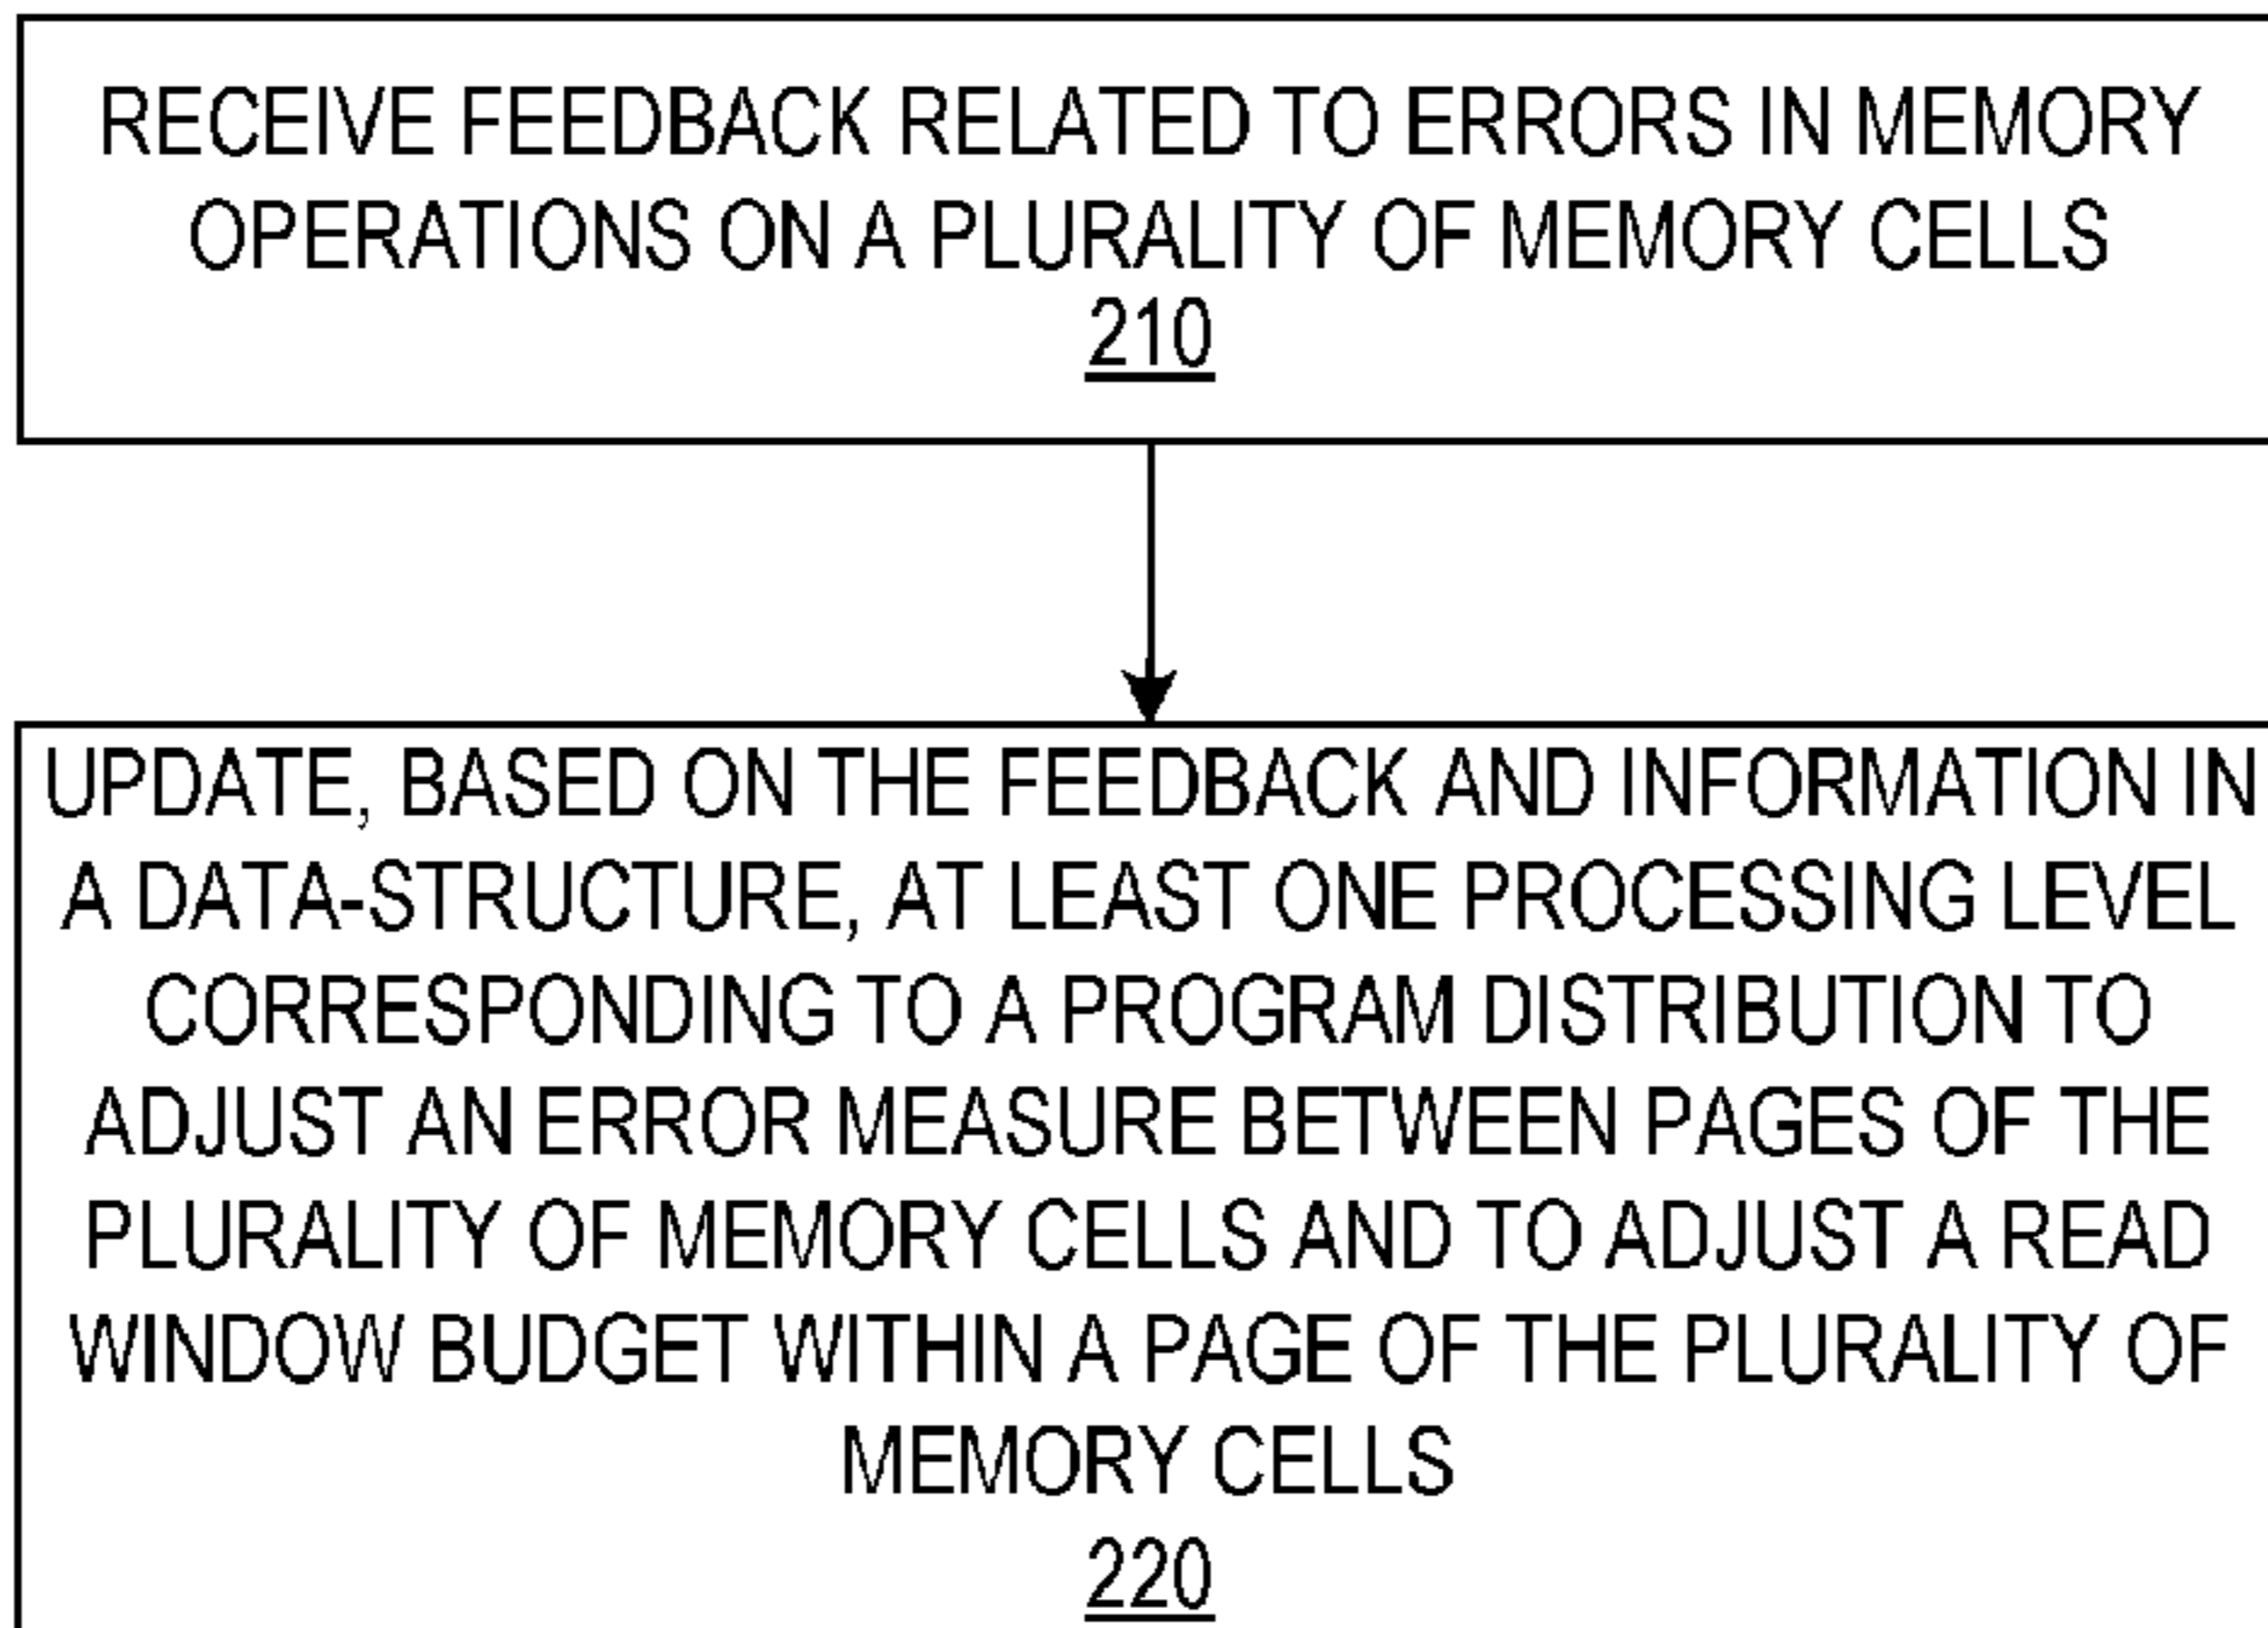 RECEIVE FEEDBACK RELATED TO ERRORS IN MEMORY
OPERATIONS ON A PLURALITY OF MEMORY CELLS
210
UPDATE, BASED ON THE FEEDBACK AND INFORMATION IN
A DATA-STRUCTURE, AT LEAST ONE PROCESSING LEVEL
CORRESPONDING TO A PROGRAM DISTRIBUTION TO
ADJUST AN ERROR MEASURE BETWEEN PAGES OF THE
PLURALITY OF MEMORY CELLS AND TO ADJUST A READ
WINDOW BUDGET WITHIN A PAGE OF THE PLURALITY OF
MEMORY CELLS
220